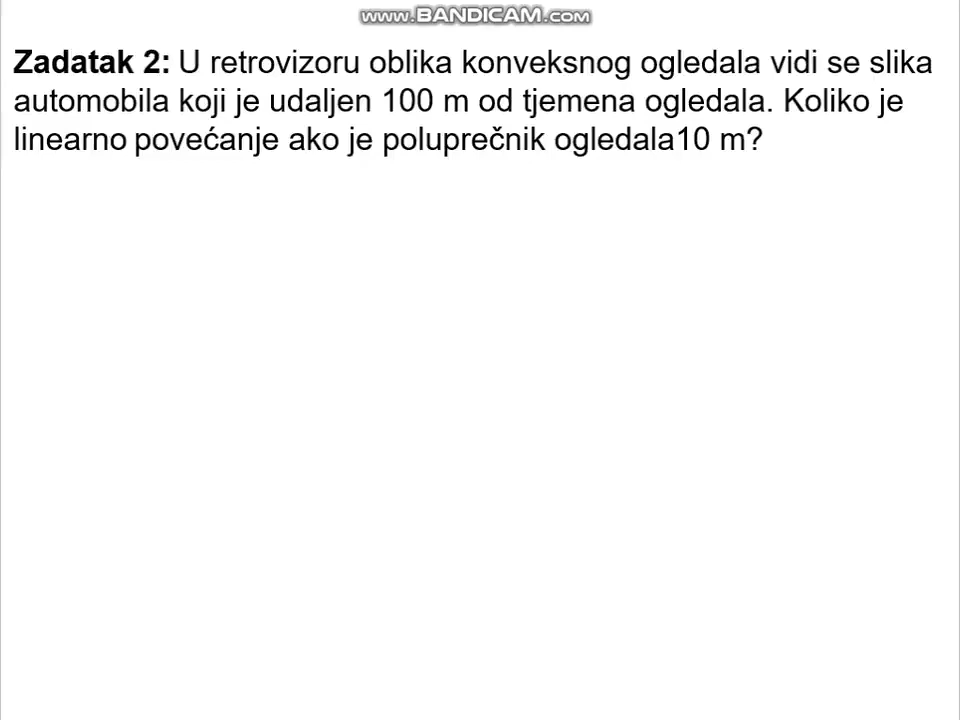 www.BANDICAM.com
Zadatak 2: U retrovizoru oblika konveksnog ogledala vidi se slika
automobila koji je udaljen 100 m od tjemena ogledala. Koliko je
linearno povećanje ako je poluprečnik ogledala10 m?